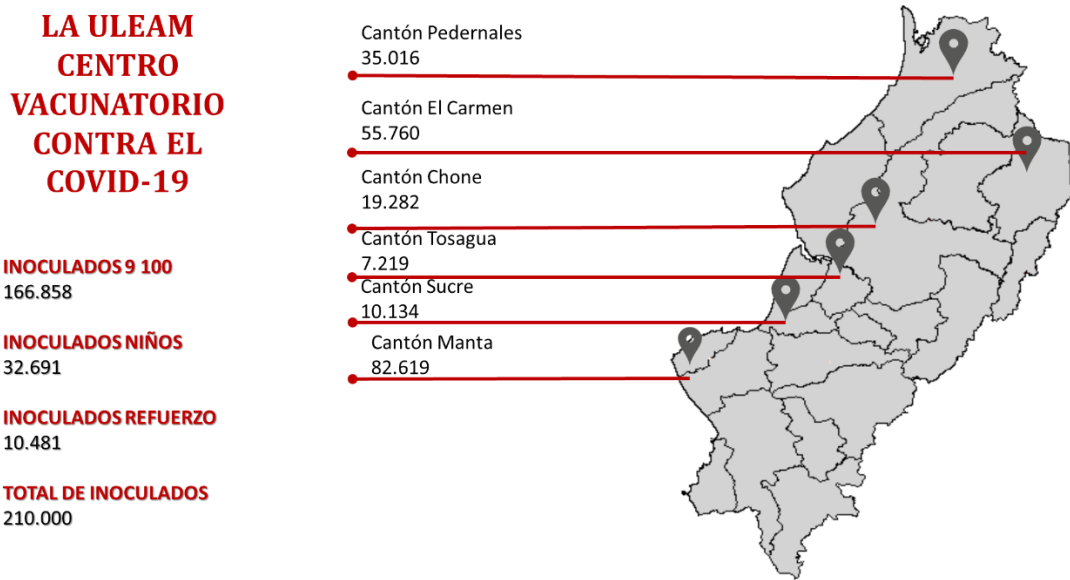 LA ULEAM
CENTRO
VACUNATORIO
CONTRA EL
COVID-19
INOCULADOS 9 100
166.858
INOCULADOS NIÑOS
32.691
INOCULADOS REFUERZO
10.481
TOTAL DE INOCULADOS
210.000
Cantón Pedernales
35.016
Cantón El Carmen
55.760
Cantón Chone
19.282
Cantón Tosagua
7.219
Cantón Sucre
10.134
Cantón Manta
82.619